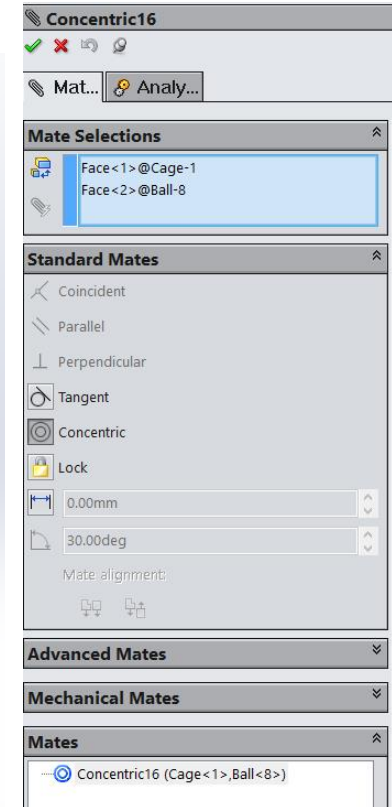 Concentric16
Mat... Analy...
Mate Selections
Face<1>@Cage-1
Face<2>@Ball-8
Standard Mates
Coincident
Parallel
Perpendicular
Tangent
Concentric
Lock
0.00mm
30.00deg
Mate alignment:
Advanced Mates
Mechanical Mates
Mates
Concentric16 (Cage<1>,Ball<8>)